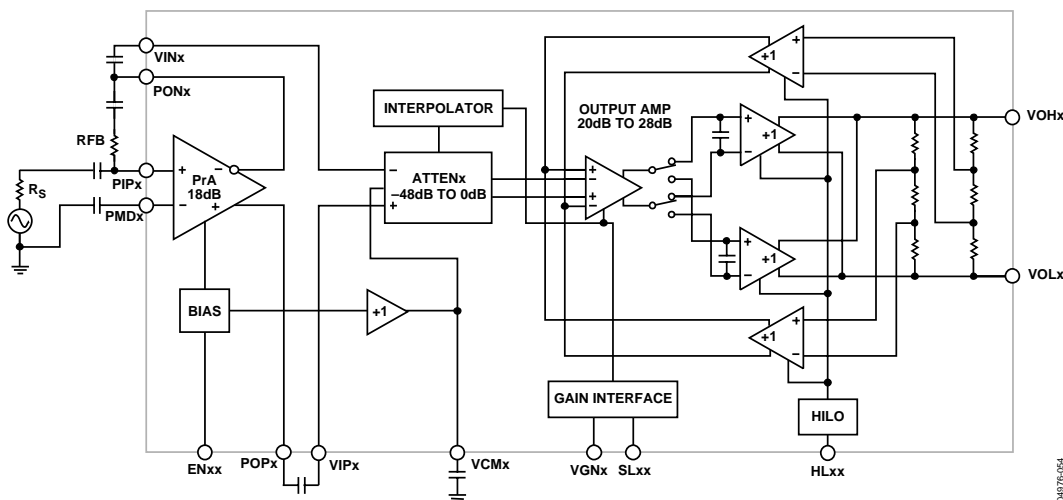 VINx
PONx
RFB
PIPx
RS
PMDx
+
−
PrA
18dB
−
+
BIAS
+1
INTERPOLATOR
−
ATTENx
−48dB TO 0dB
+
OUTPUT AMP
20dB TO 28dB
+
−
+
−
+
+1
−
+
+1
−
+
+1
−
+
+1
−
VOHx
VOLx
GAIN INTERFACE
HILO
ENxx
POPx
VIPx
VCMx
VGNx
SLxx
HLxx
04976-054